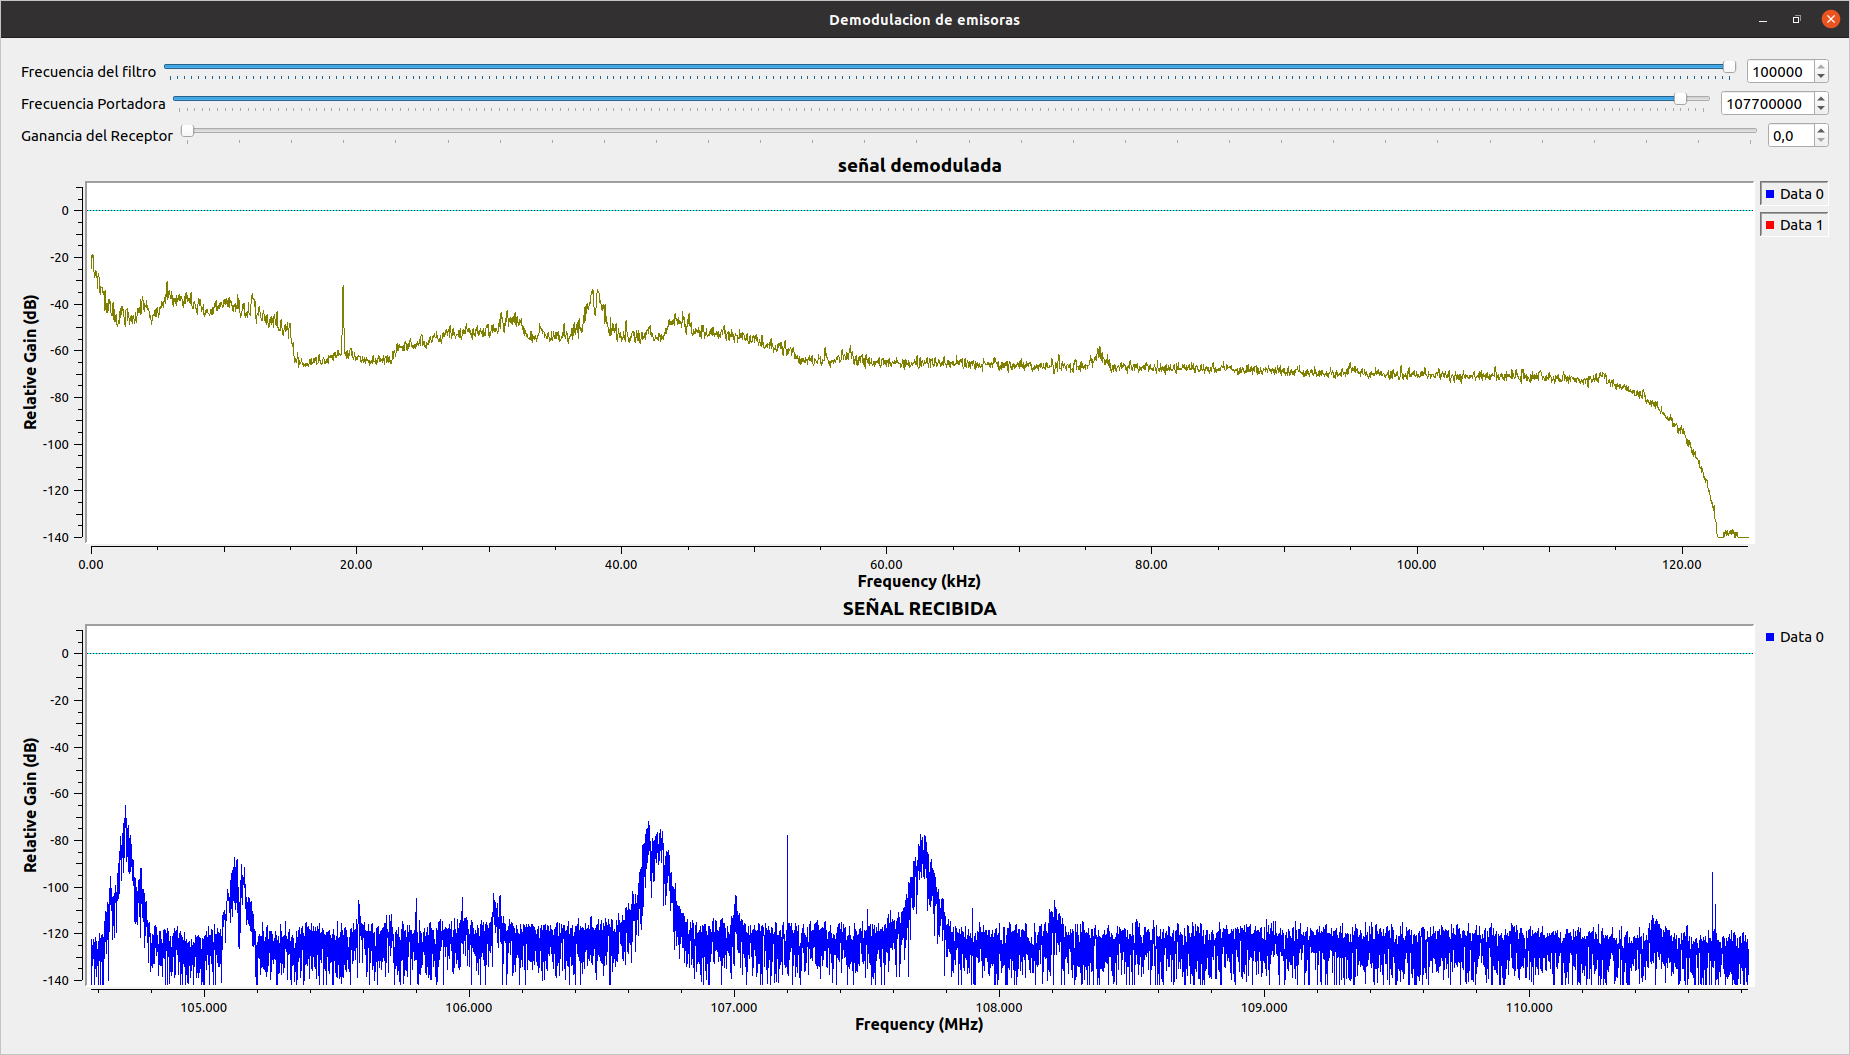 Demodulacion de emisoras
Frecuencia del filtro 100000
Frecuencia Portadora 107700000
Ganancia del Receptor 0,0
señal demodulada
Data 0
Data 1
Relative Gain (dB)
0
-20
-40
-60
-80
-100
-120
-140
0.00 20.00 40.00 60.00 80.00 100.00 120.00
Frequency (kHz)
SEÑAL RECIBIDA
Data 0
Relative Gain (dB)
0
-20
-40
-60
-80
-100
-120
-140
105.000 106.000 107.000 108.000 109.000 110.000
Frequency (MHz)